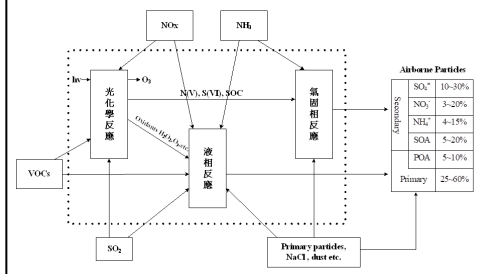 NOx
NH₃
hν
O₃
光化學反應
N(V), S(VI), SOC
Oxidants H₂O₂,O₃,etc.
液相反應
氣固相反應
VOCs
SO₂
Primary particles,
NaCl, dust etc.
Airborne Particles
Secondary
SO₄⁼ 10~30%
NO₃⁻ 3~20%
NH₄⁺ 4~15%
SOA 5~20%
POA 5~10%
Primary 25~60%